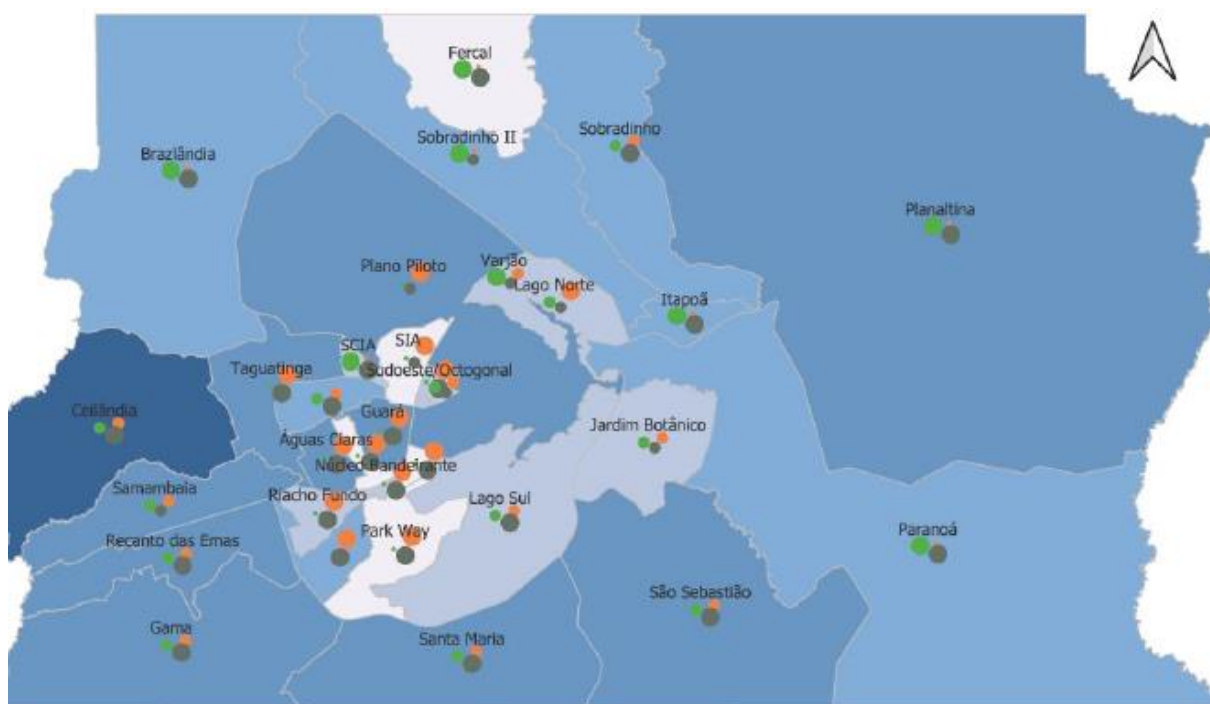 Fercal
Sobradinho II
Sobradinho
Brazlândia
Planaltina
Plano Piloto
Varjão
Lago Norte
Itapoã
SCIA
SIA
Taguatinga
Sudoeste/Octogonal
Ceilândia
Guará
Jardim Botânico
Águas Claras
Núcleo Bandeirante
Samambaia
Riacho Fundo
Lago Sul
Recanto das Emas
Park Way
Paranoá
São Sebastião
Gama
Santa Maria